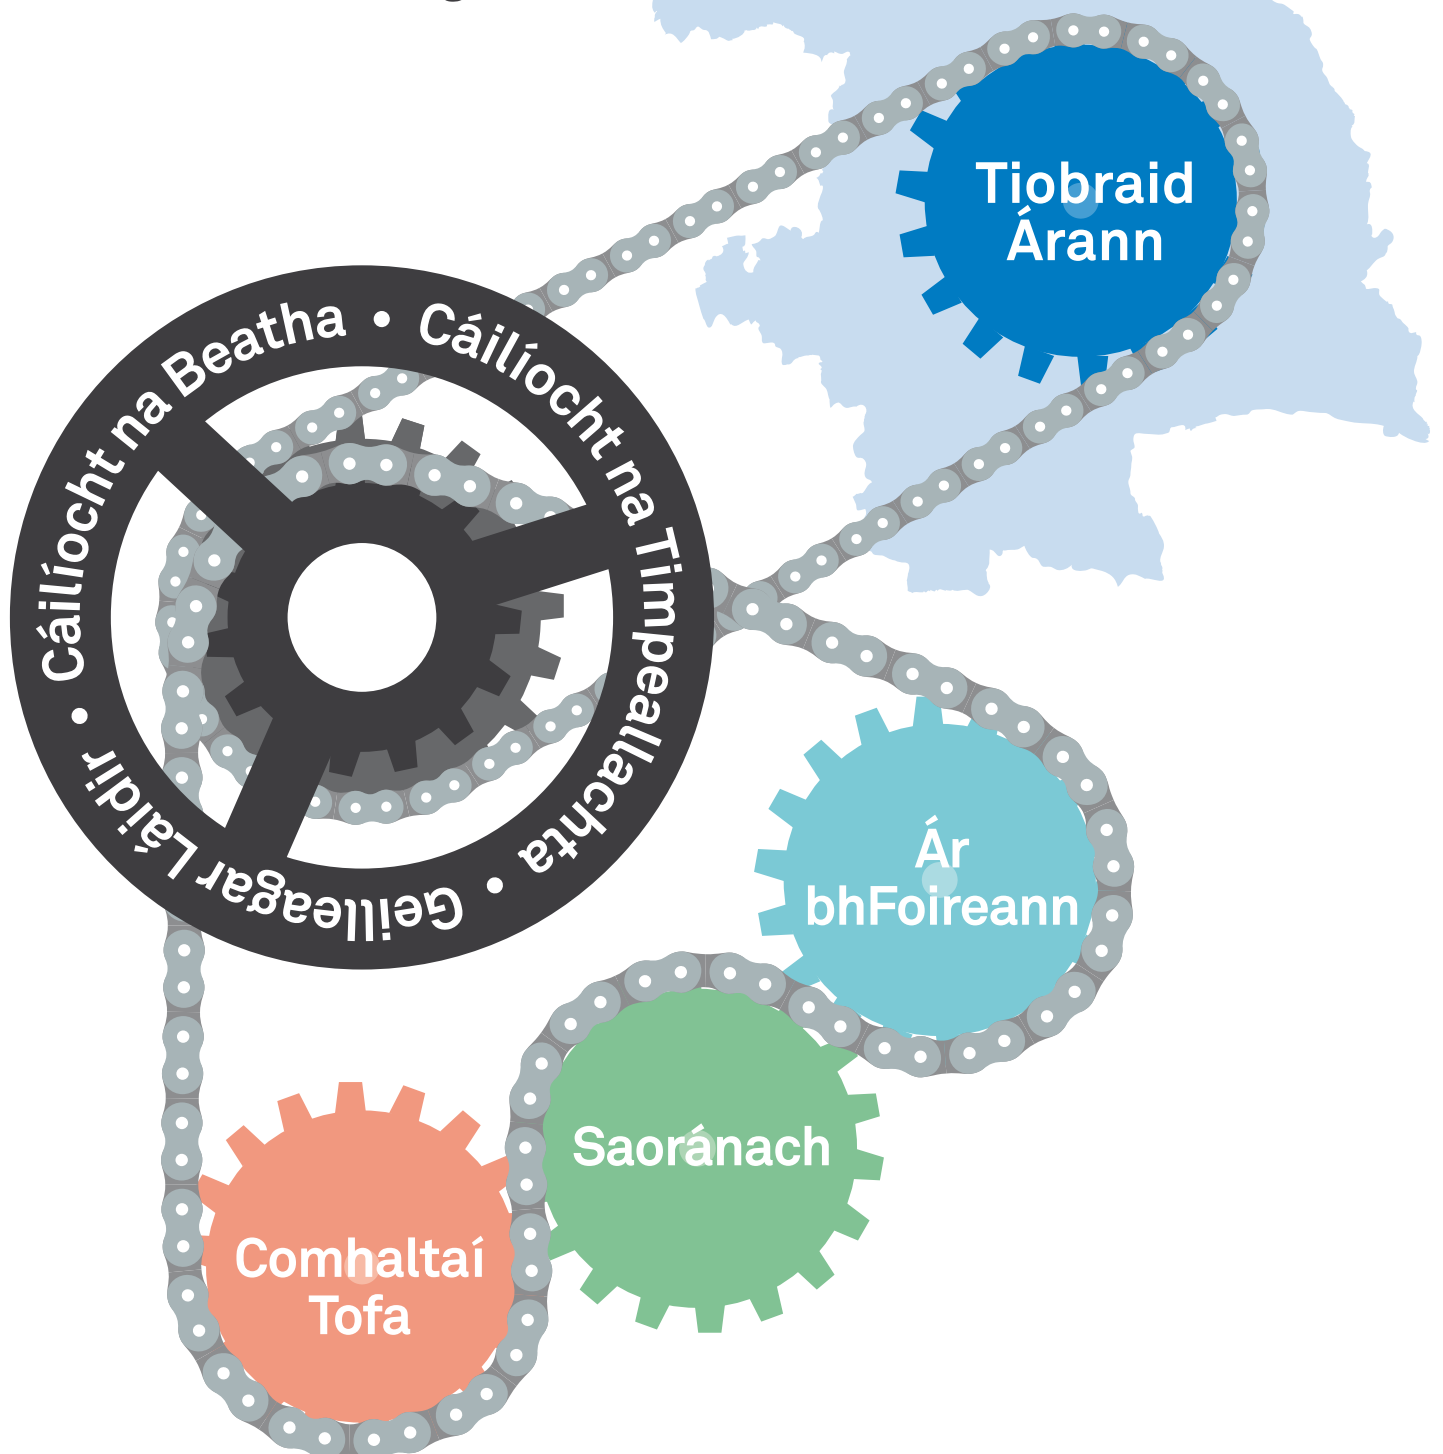 Tiobraid
Árann
Cáilíocht na Beatha • Cáilíocht na Timpeallachta • Geilleagar Láidir •
Ár
bhFoireann
Saoránach
Comhaltaí
Tofa